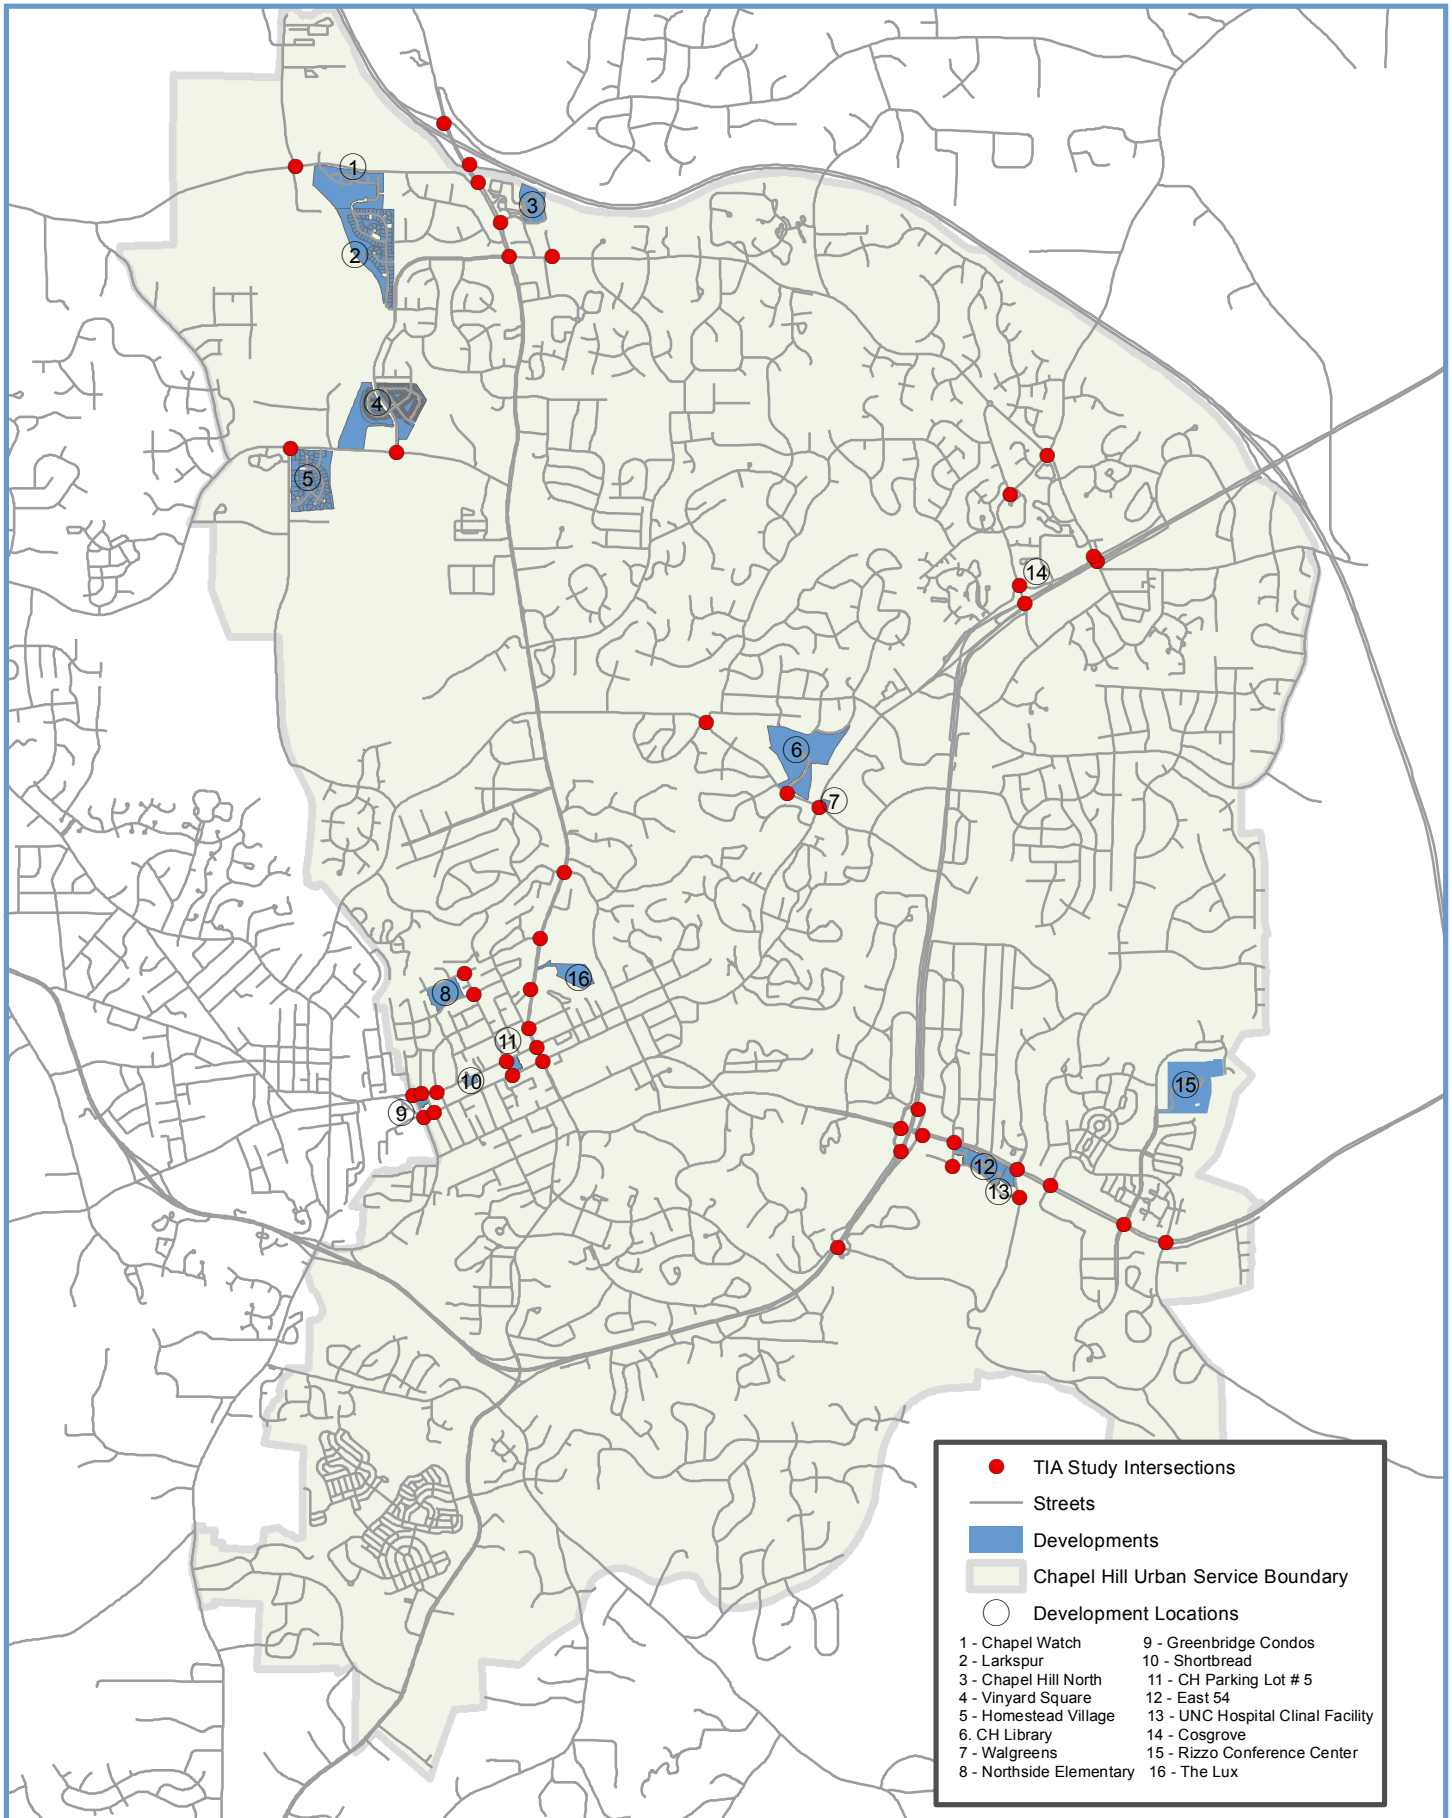 1
3
2
4
5
14
6
7
16
8
11
10
9
15
12
13
TIA Study Intersections
Streets
Developments
Chapel Hill Urban Service Boundary
Development Locations
1 - Chapel Watch
2 - Larkspur
3 - Chapel Hill North
4 - Vinyard Square
5 - Homestead Village
6. CH Library
7 - Walgreens
8 - Northside Elementary
9 - Greenbridge Condos
10 - Shortbread
11 - CH Parking Lot # 5
12 - East 54
13 - UNC Hospital Clinal Facility
14 - Cosgrove
15 - Rizzo Conference Center
16 - The Lux